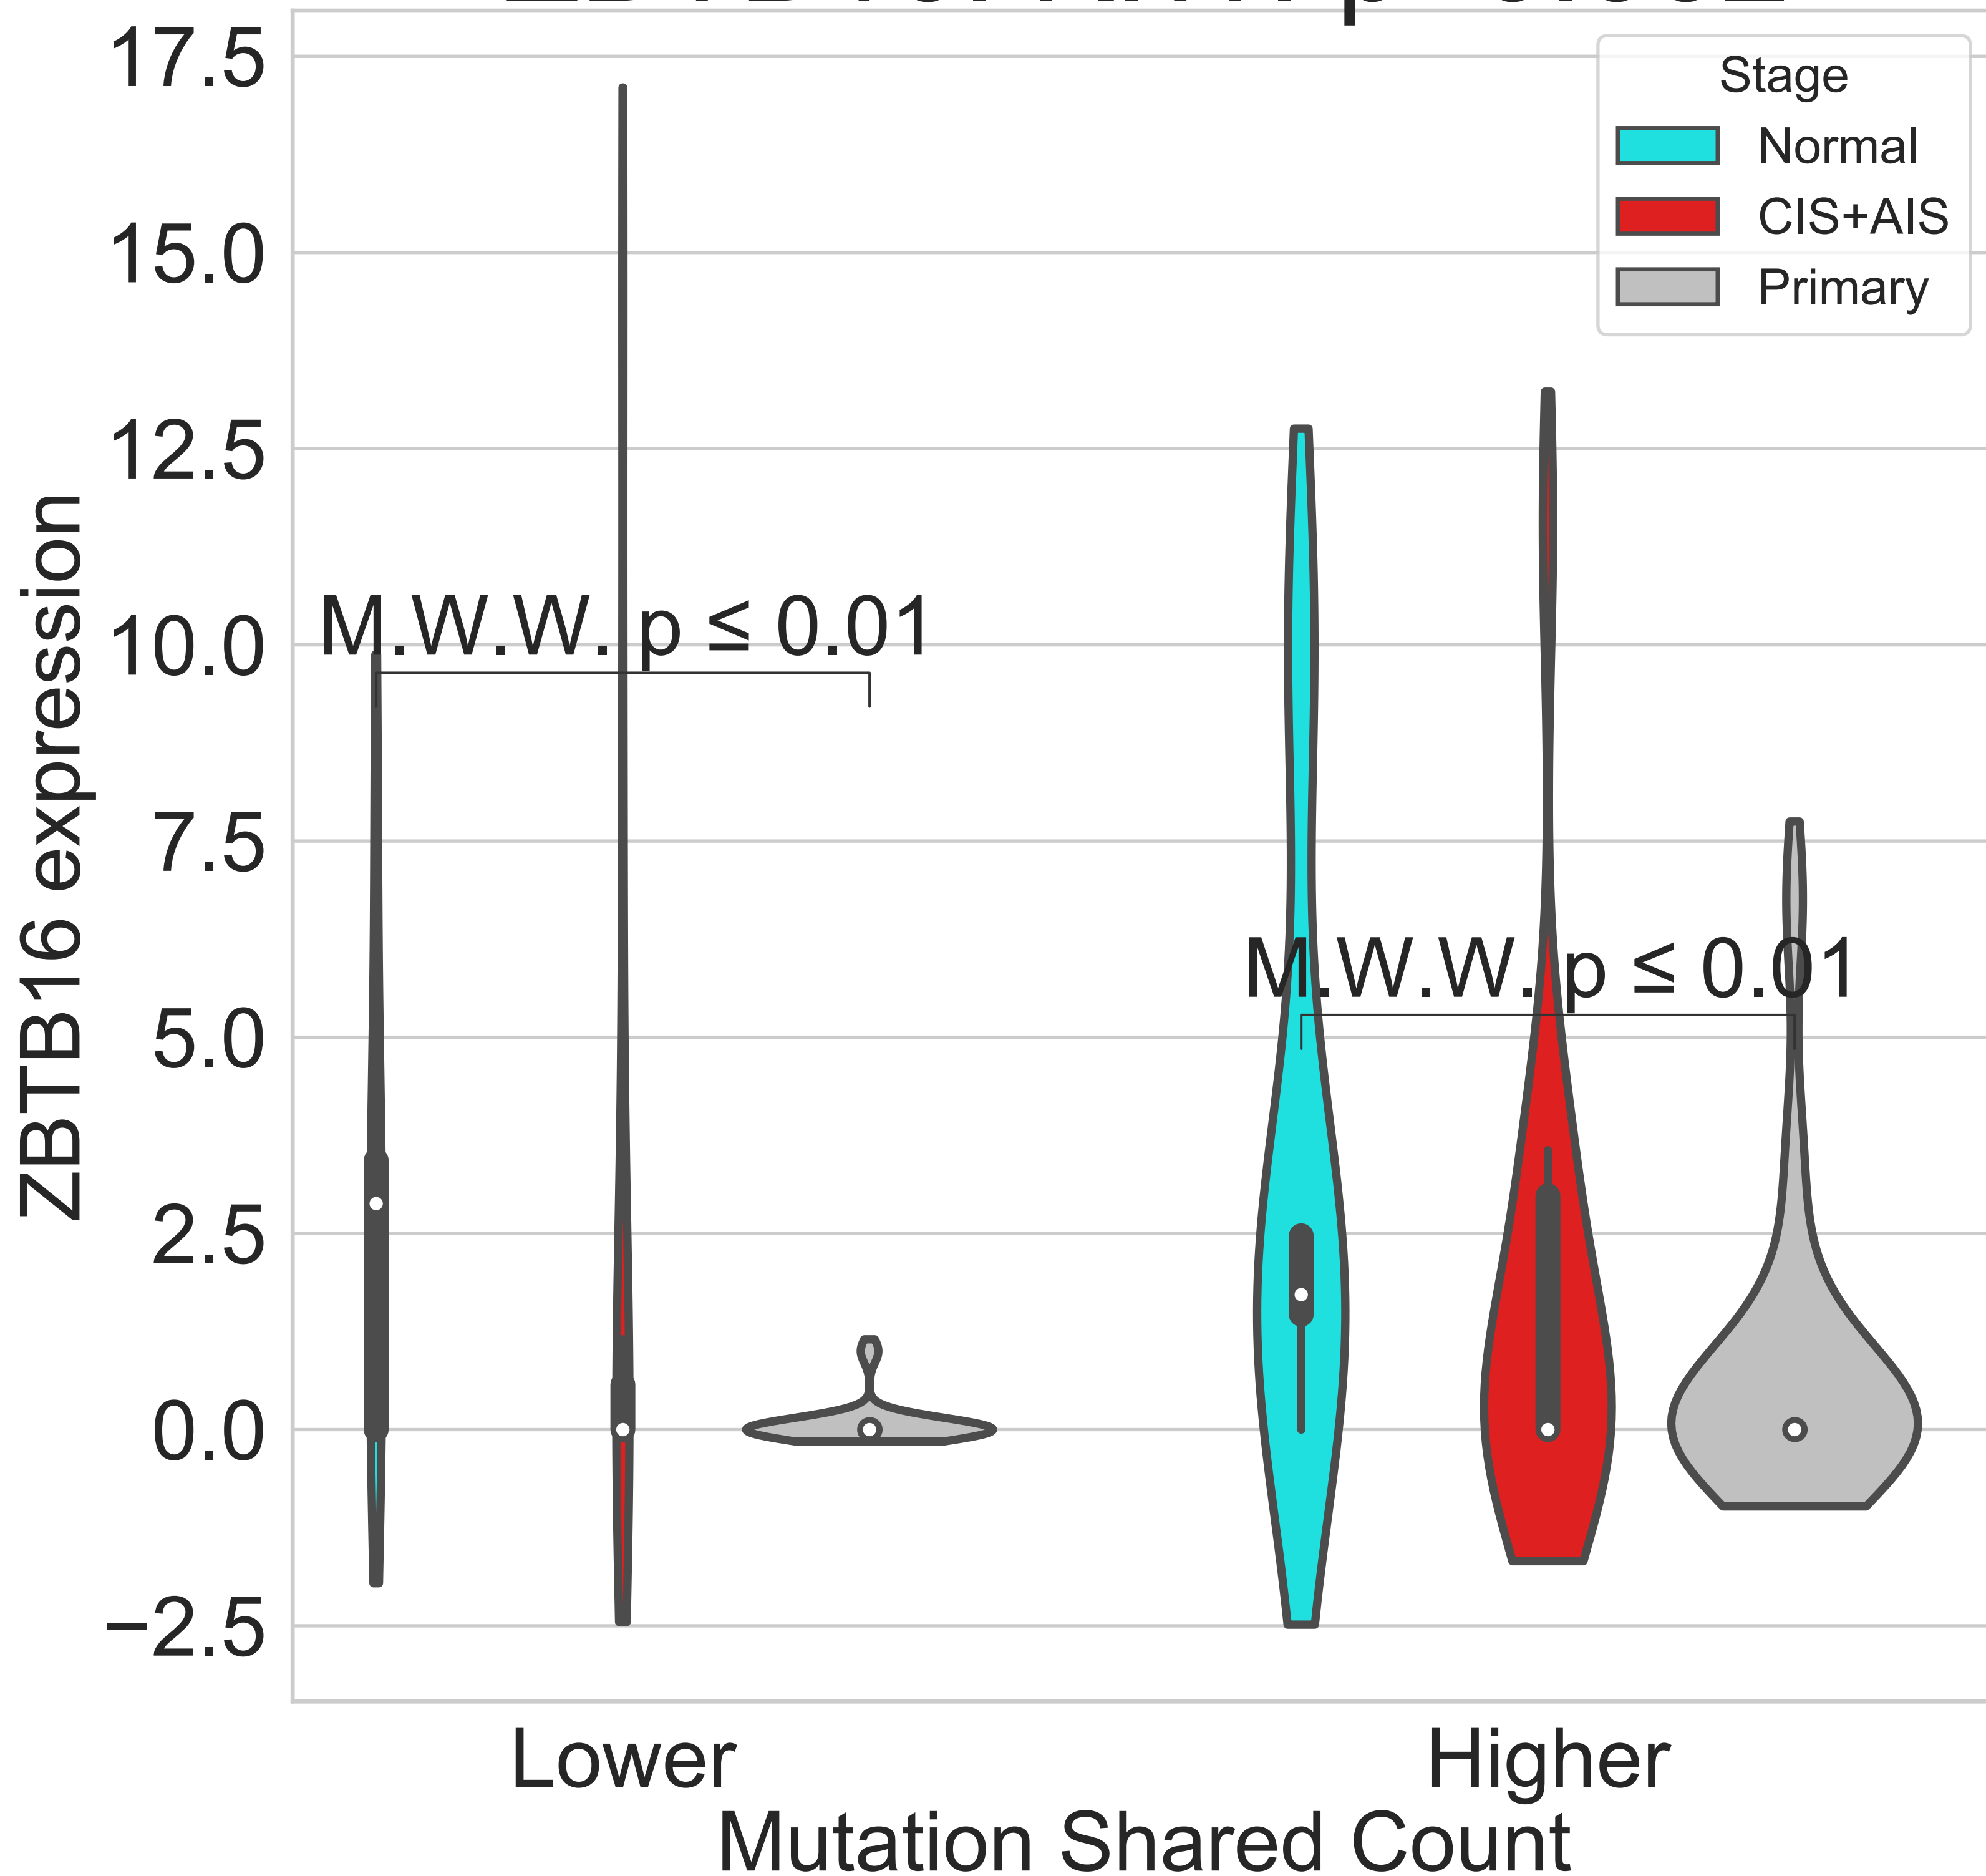 17.5
15.0
12.5
10.0
7.5
5.0
2.5
0.0
−2.5
ZBTB16 expression
Stage
Normal
CIS+AIS
Primary
M.W.W. p ≤ 0.01
M.W.W. p ≤ 0.01
Lower
Higher
Mutation Shared Count